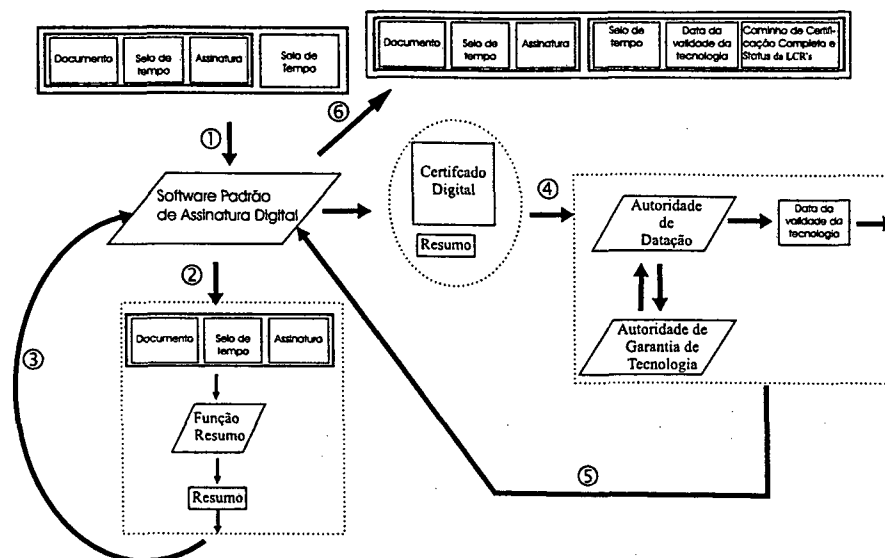 Documento
Selo de
tempo
Assinatura
Selo de
Tempo
Documento
Selo de
tempo
Assinatura
Selo de
tempo
Data da
validade da
tecnologia
Caminho de Certifi-
cação Completo e
Status da LCR's
①
⑥
Software Padrão
de Assinatura Digital
Certifcado
Digital
Resumo
④
Autoridade
de
Datação
Data da
validade da
tecnologia
Autoridade de
Garantia de
Tecnologia
②
Documento
Selo de
tempo
Assinatura
③
Função
Resumo
Resumo
⑤